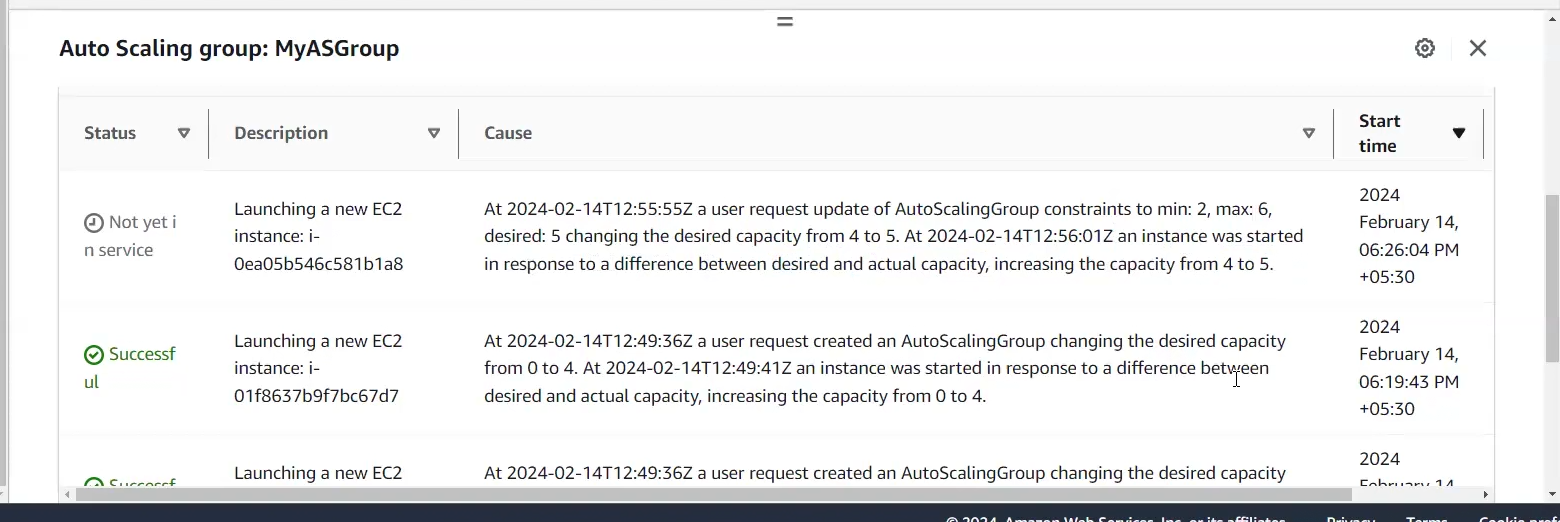 Auto Scaling group: MyASGroup
Status
Description
Cause
Start
time
Not yet i
n service
Launching a new EC2
instance: i-
0ea05b546c581b1a8
At 2024-02-14T12:55:55Z a user request update of AutoScalingGroup constraints to min: 2, max: 6,
desired: 5 changing the desired capacity from 4 to 5. At 2024-02-14T12:56:01Z an instance was started
in response to a difference between desired and actual capacity, increasing the capacity from 4 to 5.
2024
February 14,
06:26:04 PM
+05:30
Successf
ul
Launching a new EC2
instance: i-
01f8637b9f7bc67d7
At 2024-02-14T12:49:36Z a user request created an AutoScalingGroup changing the desired capacity
from 0 to 4. At 2024-02-14T12:49:41Z an instance was started in response to a difference between
desired and actual capacity, increasing the capacity from 0 to 4.
2024
February 14,
06:19:43 PM
+05:30
Successf
Launching a new EC2
At 2024-02-14T12:49:36Z a user request created an AutoScalingGroup changing the desired capacity
2024
February 14
© 2024, Amazon Web Services, Inc. or its affiliates.
Privacy
Terms
Cookie pref